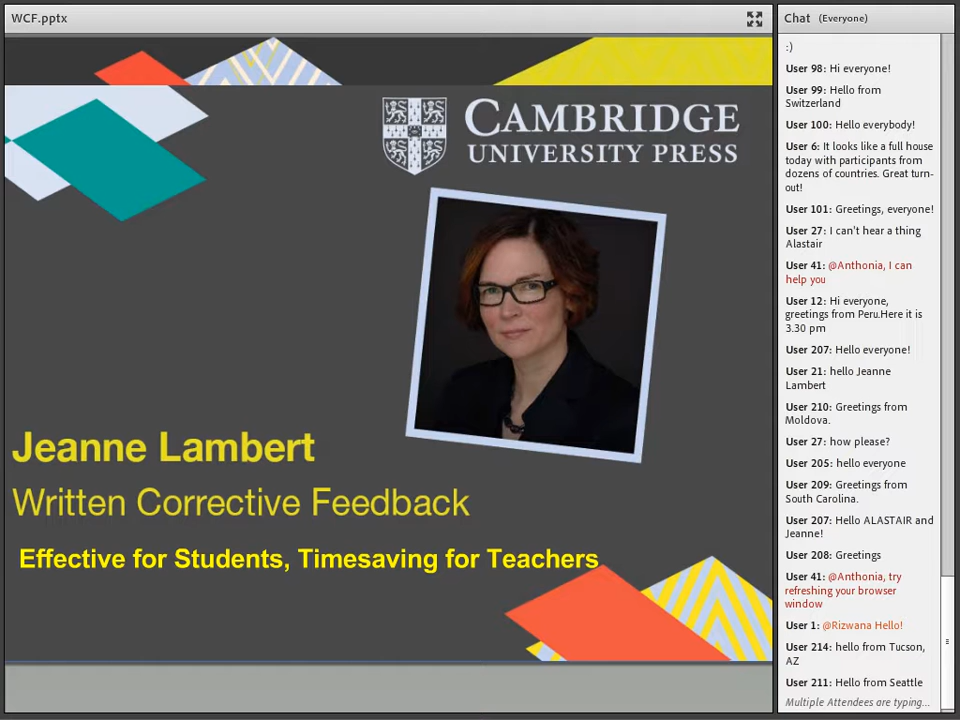 WCF.pptx
CAMBRIDGE
UNIVERSITY PRESS
Jeanne Lambert
Written Corrective Feedback
Effective for Students, Timesaving for Teachers
Chat (Everyone)
:)
User 98: Hi everyone!
User 99: Hello from
Switzerland
User 100: Hello everybody!
User 6: It looks like a full house
today with participants from
dozens of countries. Great turn-
out!
User 101: Greetings, everyone!
User 27: I can't hear a thing
Alastair
User 41: @Anthonia, I can
help you
User 12: Hi everyone,
greetings from Peru.Here it is
3.30 pm
User 207: Hello everyone!
User 21: hello Jeanne
Lambert
User 210: Greetings from
Moldova.
User 27: how please?
User 205: hello everyone
User 209: Greetings from
South Carolina.
User 207: Hello ALASTAIR and
Jeanne!
User 208: Greetings
User 41: @Anthonia, try
refreshing your browser
window
User 1: @Rizwana Hello!
User 214: hello from Tucson,
AZ
User 211: Hello from Seattle
Multiple Attendees are typing...